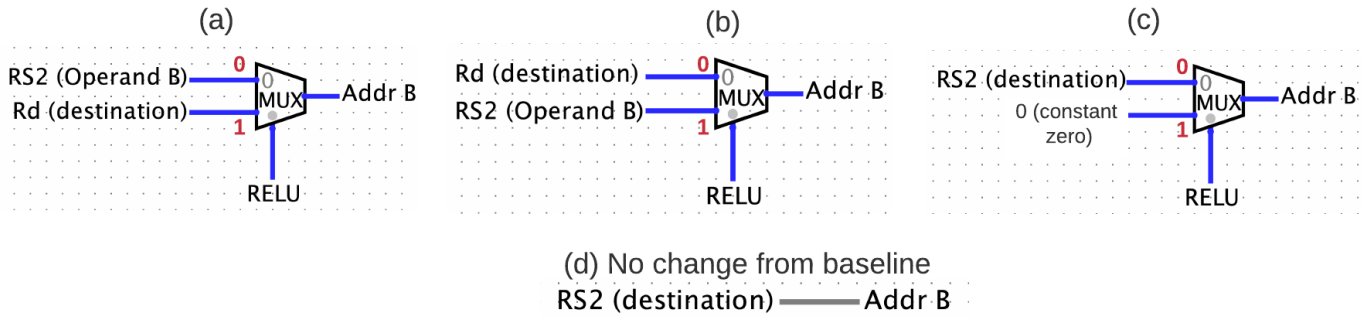 (a)
0
RS2 (Operand B)
0
MUX
Addr B
Rd (destination)
1
RELU
(b)
0
Rd (destination)
0
MUX
Addr B
RS2 (Operand B)
1
RELU
(c)
0
RS2 (destination)
0
MUX
Addr B
0 (constant
zero)
1
RELU
(d) No change from baseline
RS2 (destination)
Addr B